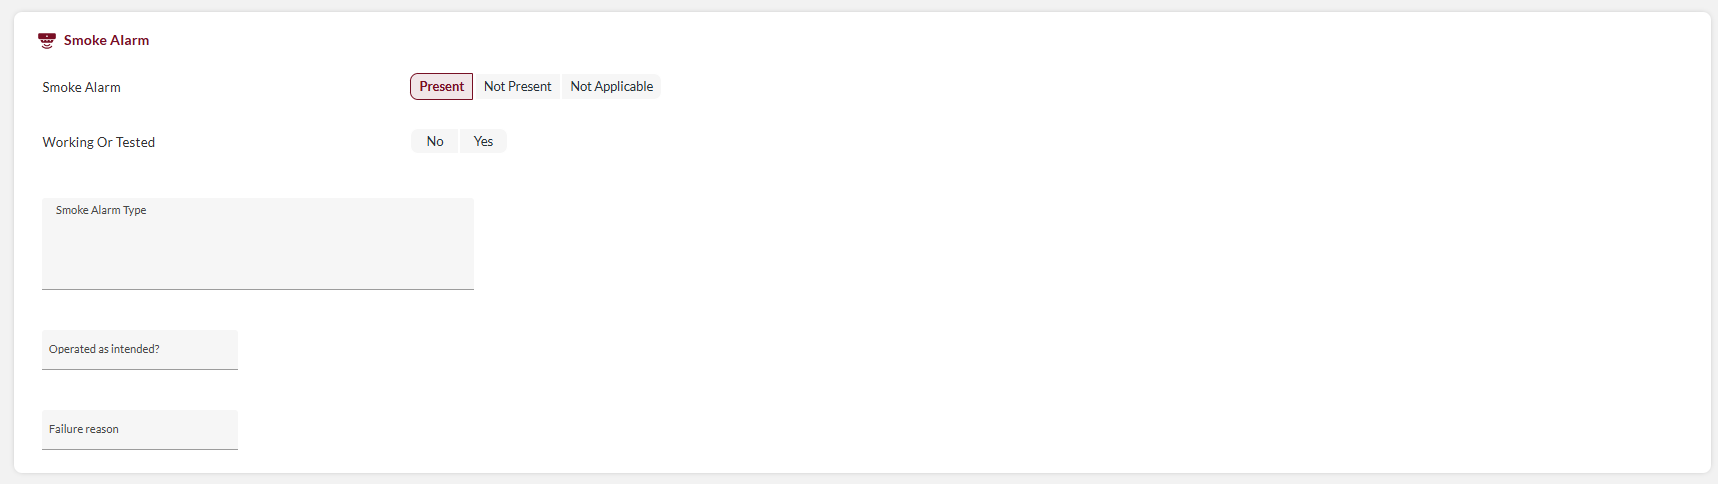 Smoke Alarm
Smoke Alarm Present Not Present Not Applicable
Working Or Tested No Yes
Smoke Alarm Type
Operated as intended?
Failure reason